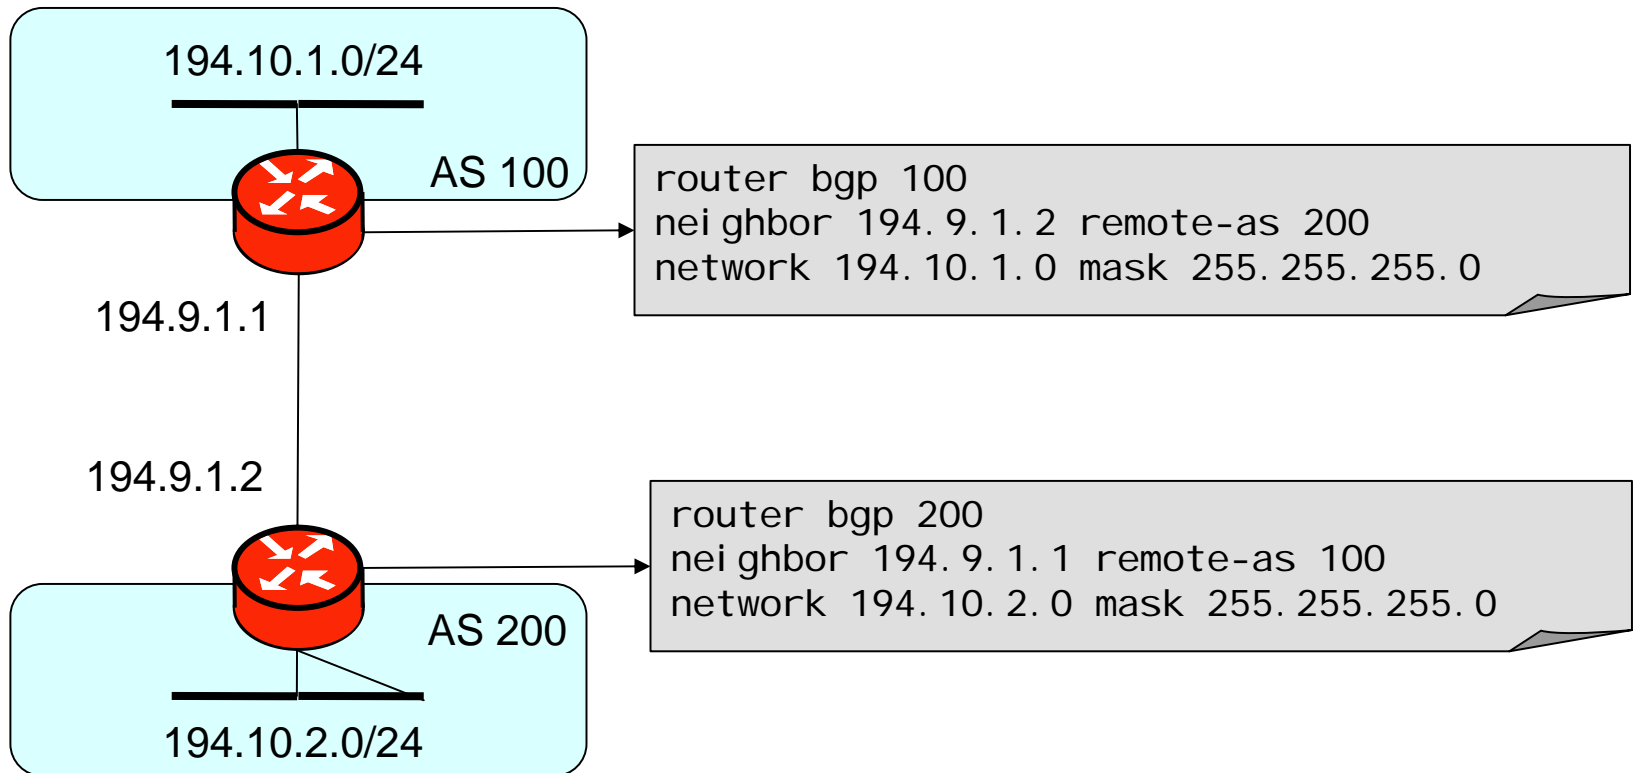 194.10.1.0/24
AS 100
router bgp 100
neighbor 194.9.1.2 remote-as 200
network 194.10.1.0 mask 255.255.255.0
194.9.1.1
194.9.1.2
router bgp 200
neighbor 194.9.1.1 remote-as 100
network 194.10.2.0 mask 255.255.255.0
AS 200
194.10.2.0/24